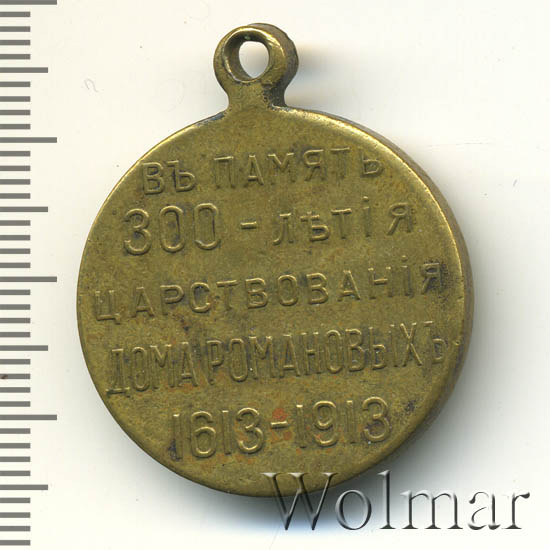 ВЪ ПАМЯТЬ
300-ЛѢТІЯ
ЦАРСТВОВАНІЯ
ДОМА РОМАНОВЫХЪ
1613-1913
Wolmar